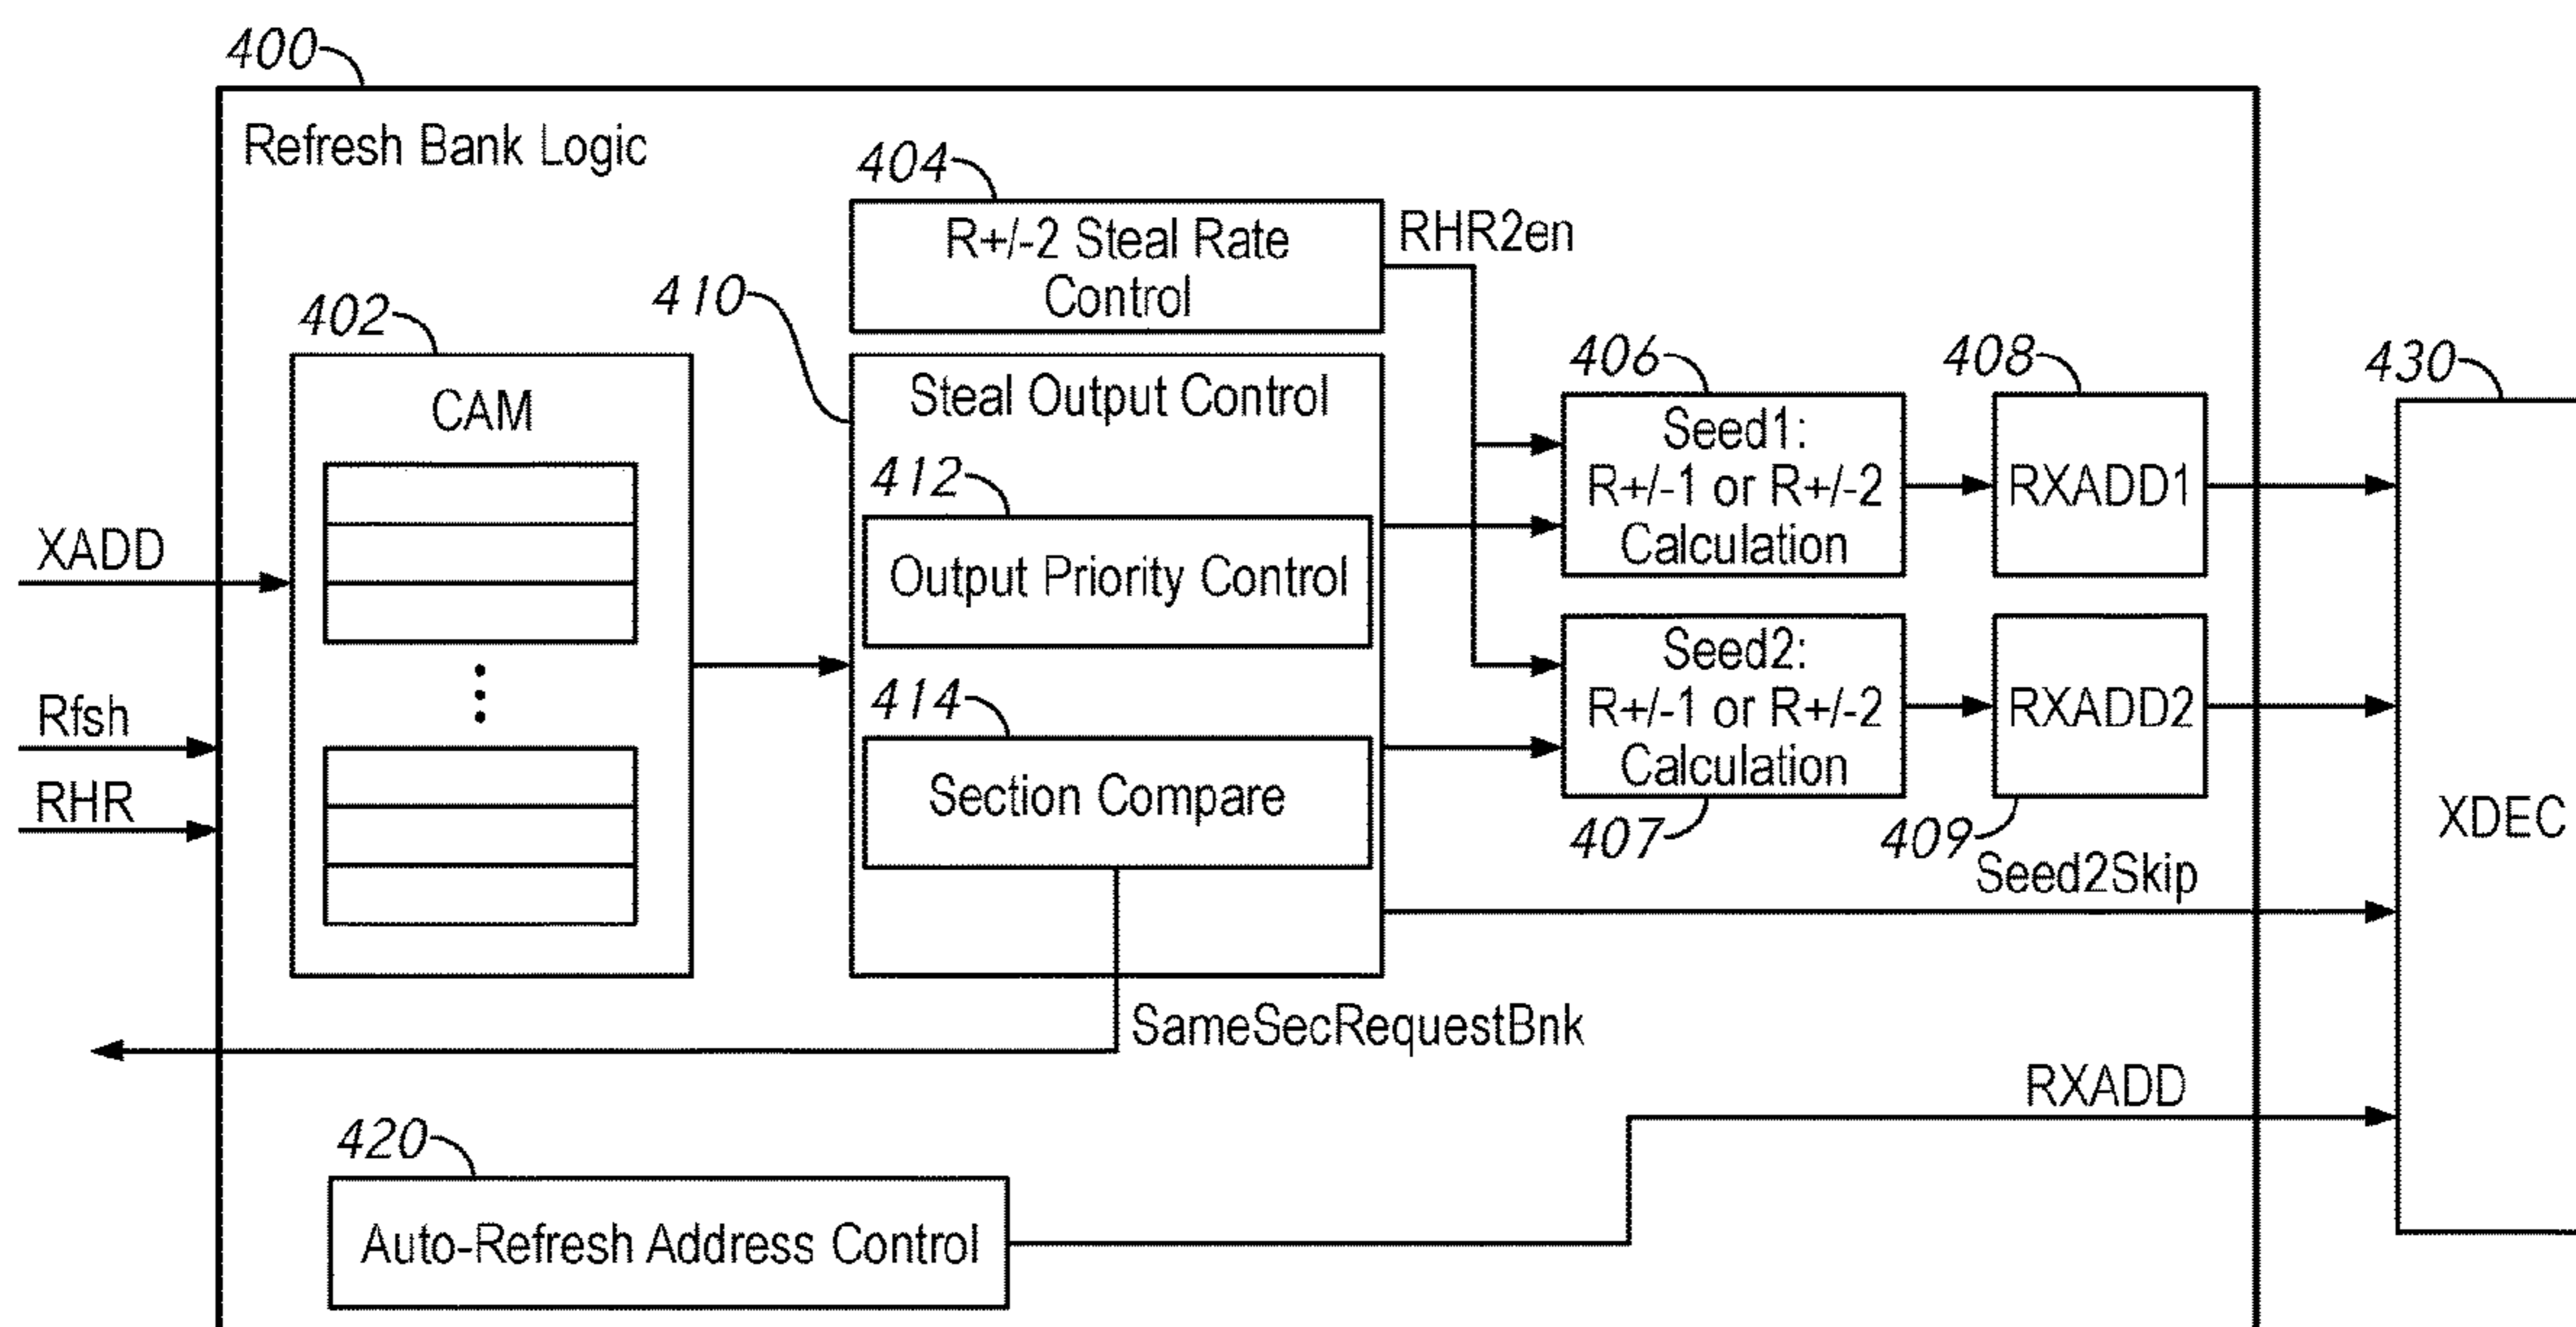 400
Refresh Bank Logic
404
R+/-2 Steal Rate
Control
RHR2en
402
CAM
410
Steal Output Control
412
Output Priority Control
414
Section Compare
406
Seed1:
R+/-1 or R+/-2
Calculation
408
RXADD1
430
XDEC
XADD
Rfsh
RHR
Seed2:
R+/-1 or R+/-2
Calculation
407
RXADD2
409
Seed2Skip
SameSecRequestBnk
RXADD
420
Auto-Refresh Address Control